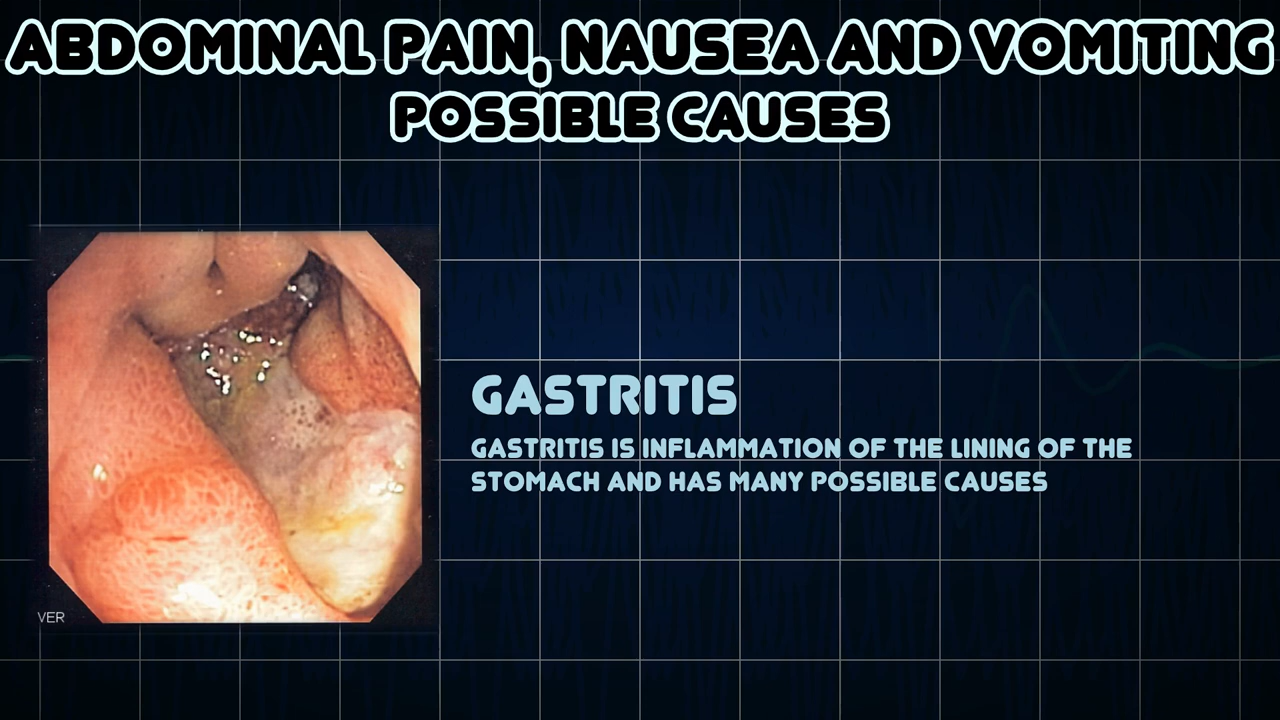 ABDOMINAL PAIN, NAUSEA AND VOMITING
POSSIBLE CAUSES
GASTRITIS
GASTRITIS IS INFLAMMATION OF THE LINING OF THE
STOMACH AND HAS MANY POSSIBLE CAUSES
VER